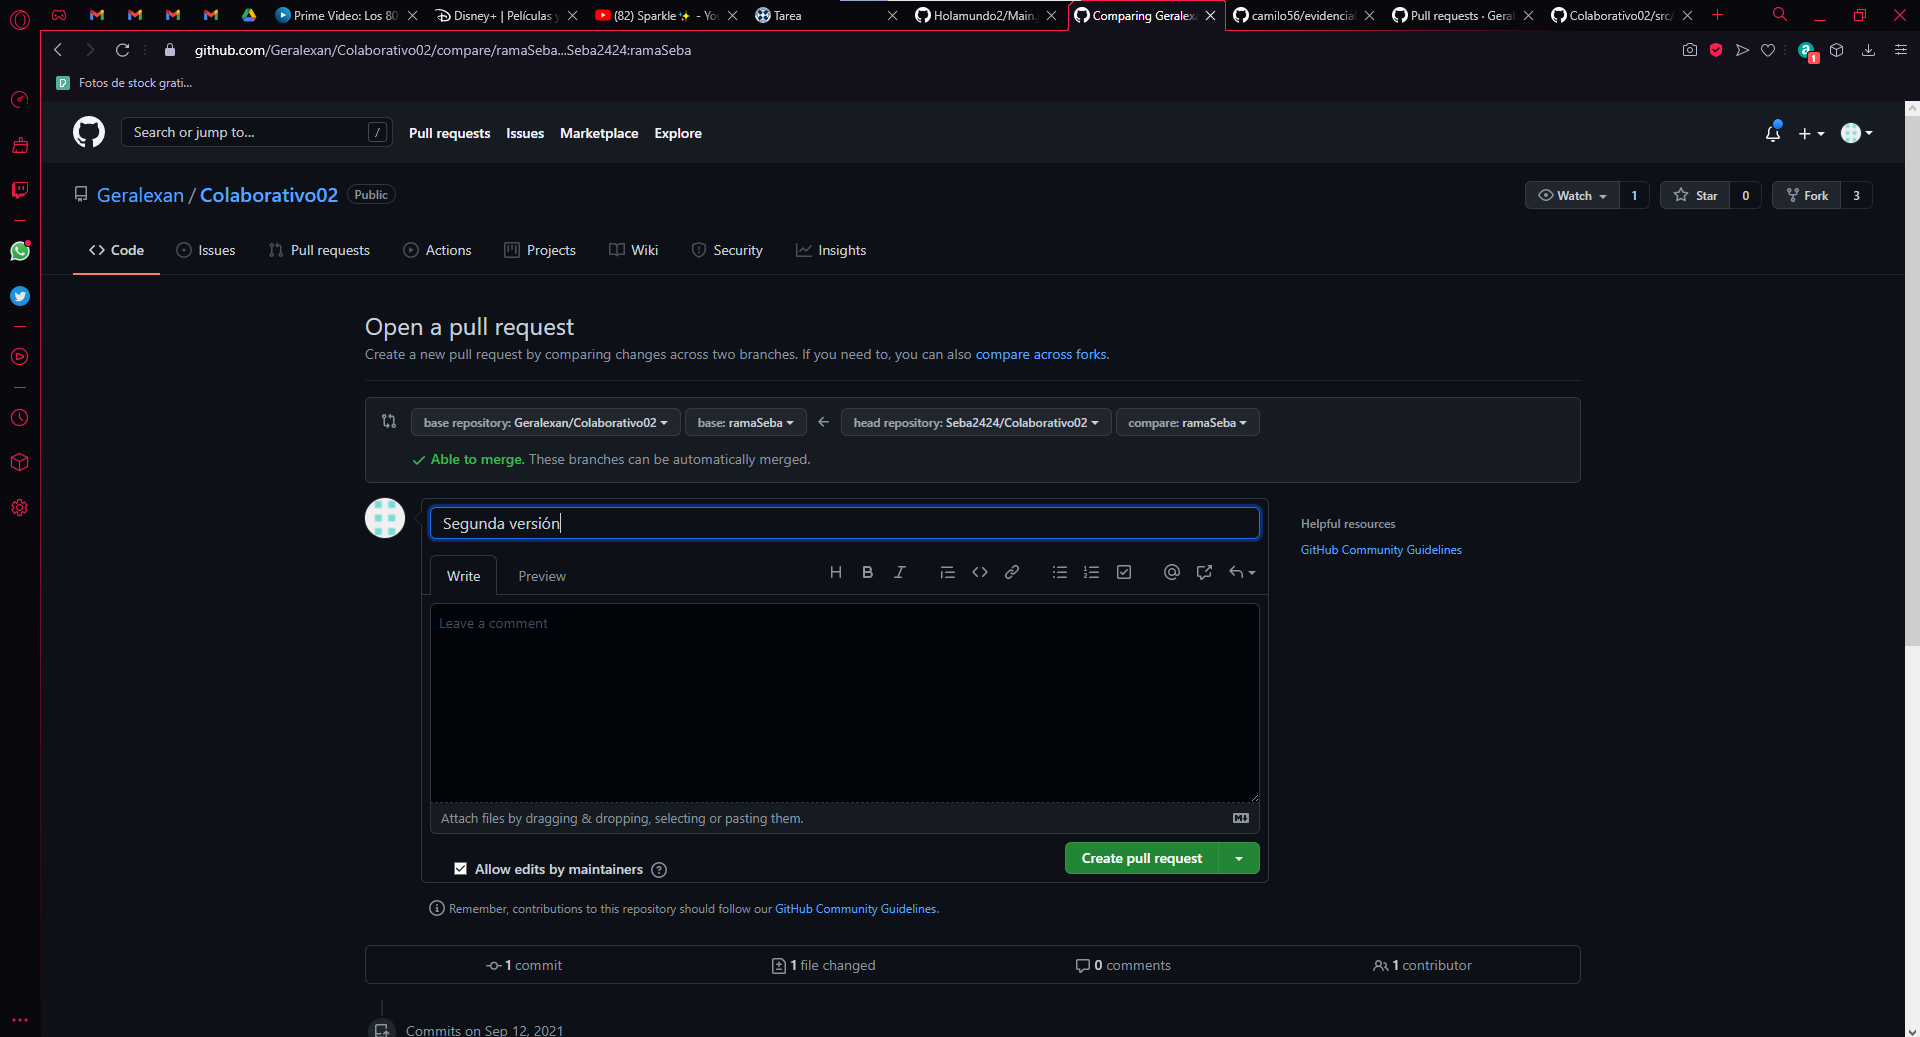 Prime Video: Los 80
Disney+ | Películas y
(82) Sparkle✨ - Yo
Tarea
Holamundo2/Main.
Comparing Geralexa
camilo56/evidencia
Pull requests · Geral
Colaborativo02/src/
github.com/Geralexan/Colaborativo02/compare/ramaSeba...Seba2424:ramaSeba
1
Fotos de stock grati...
Search or jump to...
/
Pull requests
Issues
Marketplace
Explore
Geralexan / Colaborativo02
Public
Watch
1
Star
0
Fork
3
Code
Issues
Pull requests
Actions
Projects
Wiki
Security
Insights
Open a pull request
Create a new pull request by comparing changes across two branches. If you need to, you can also compare across forks.
base repository: Geralexan/Colaborativo02
base: ramaSeba
head repository: Seba2424/Colaborativo02
compare: ramaSeba
Able to merge. These branches can be automatically merged.
Segunda versión
Helpful resources
GitHub Community Guidelines
Write
Preview
Leave a comment
Attach files by dragging & dropping, selecting or pasting them.
Allow edits by maintainers
Create pull request
Remember, contributions to this repository should follow our GitHub Community Guidelines.
1 commit
1 file changed
0 comments
1 contributor
Commits on Sep 12, 2021